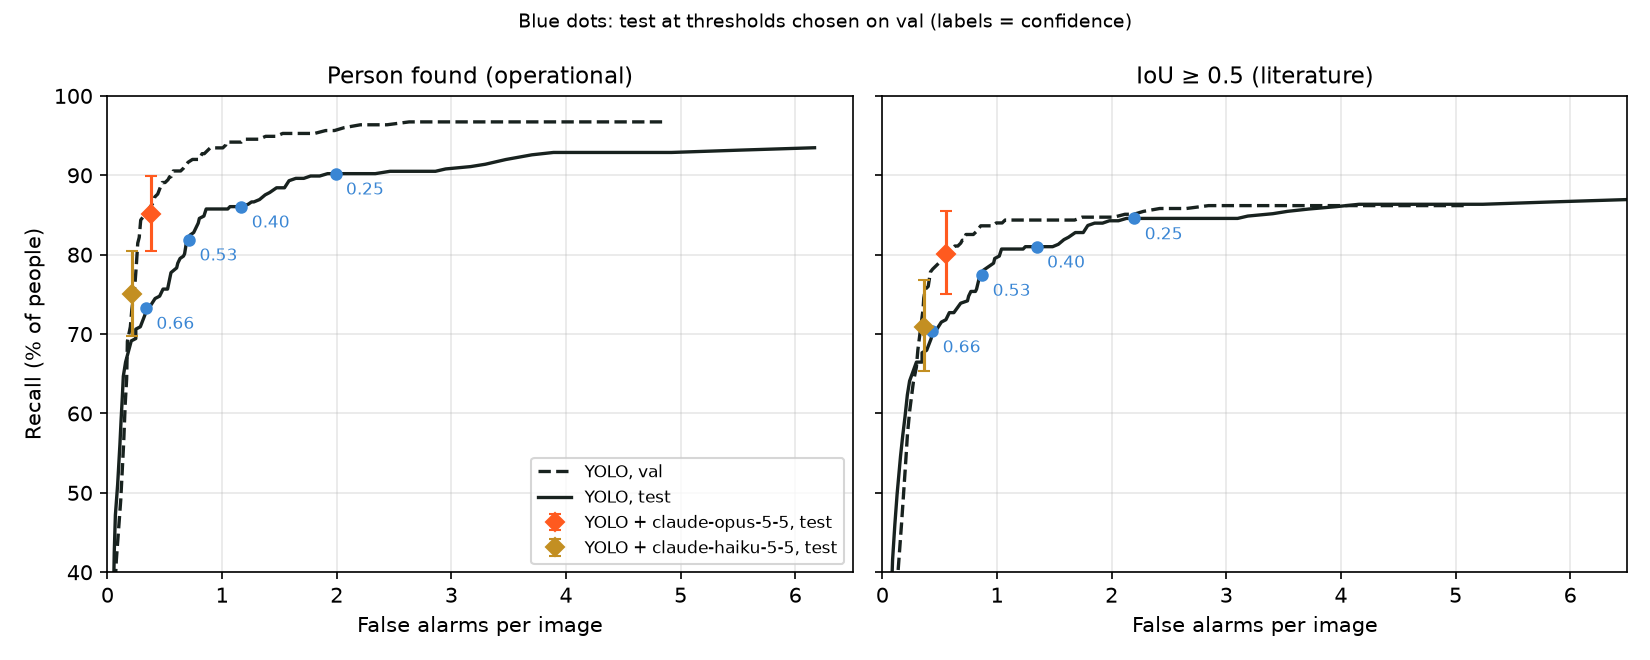 Blue dots: test at thresholds chosen on val (labels = confidence)
Person found (operational)
Recall (% of people)
100
90
80
70
60
50
40
0.25
0.40
0.53
0.66
YOLO, val
YOLO, test
YOLO + claude-opus-5-5, test
YOLO + claude-haiku-5-5, test
0 1 2 3 4 5 6
False alarms per image
IoU ≥ 0.5 (literature)
0.25
0.40
0.53
0.66
0 1 2 3 4 5 6
False alarms per image